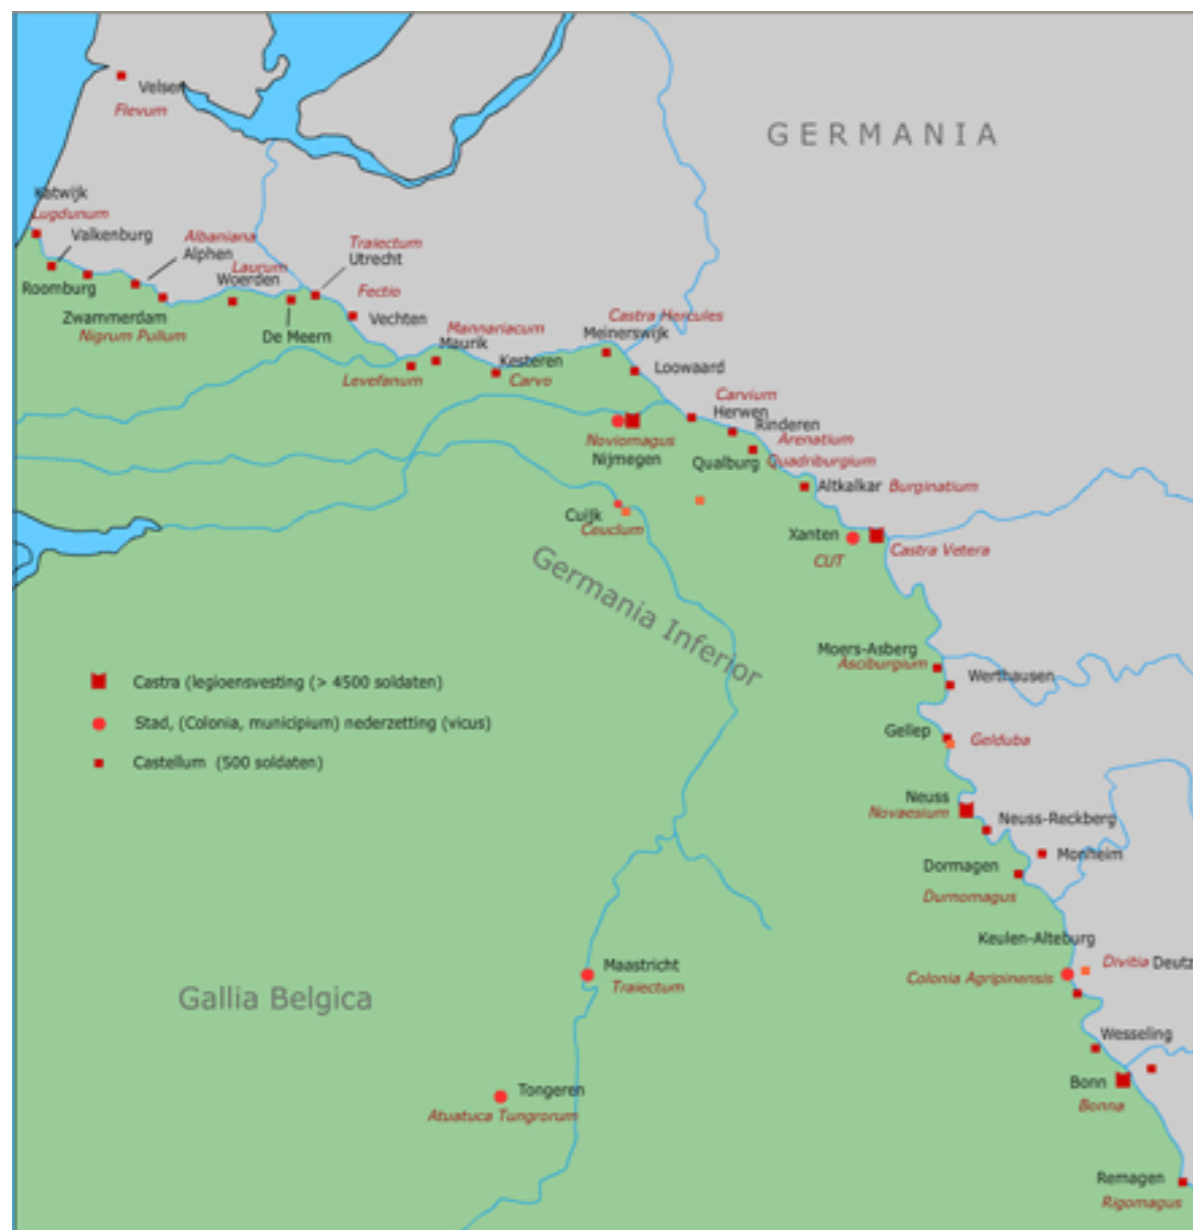 Velsen
Flevum
GERMANIA
Katwijk
Lugdunum
Valkenburg
Albaniana
Alphen
Traiectum
Utrecht
Laurum
Woerden
Roomburg
Fectio
Zwammerdam
Nigrum Pullum
De Meern
Vechten
Castra Hercules
Meinerswijk
Mannariacum
Maurik
Kesteren
Levefanum
Carvo
Loowaard
Carvium
Herwen
Rinderen
Arenatium
Noviomagus
Nijmegen
Qualburg
Quadriburgium
Altkalkar
Burginatium
Cuijk
Ceuclum
Xanten
CUT
Castra Vetera
Germania Inferior
Moers-Asberg
Asciburgium
Werthausen
Castra (legioensvesting (> 4500 soldaten)
Stad, (Colonia, municipium) nederzetting (vicus)
Castellum (500 soldaten)
Gellep
Gelduba
Neuss
Novaesium
Neuss-Reckberg
Monheim
Dormagen
Durnomagus
Keulen-Alteburg
Divitia Deutz
Colonia Agripinensis
Maastricht
Traiectum
Gallia Belgica
Wesseling
Bonn
Bonna
Tongeren
Atuatuca Tungrorum
Remagen
Rigomagus